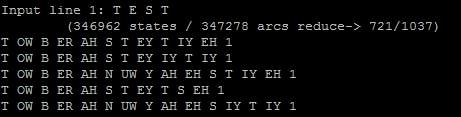 Input line 1: T E S T
(346962 states / 347278 arcs reduce-> 721/1037)
T OW B ER AH S T EY T IY EH 1
T OW B ER AH S T EY IY T IY 1
T OW B ER AH N UW Y AH EH S T IY EH 1
T OW B ER AH S T EY T S EH 1
T OW B ER AH N UW Y AH EH S IY T IY 1